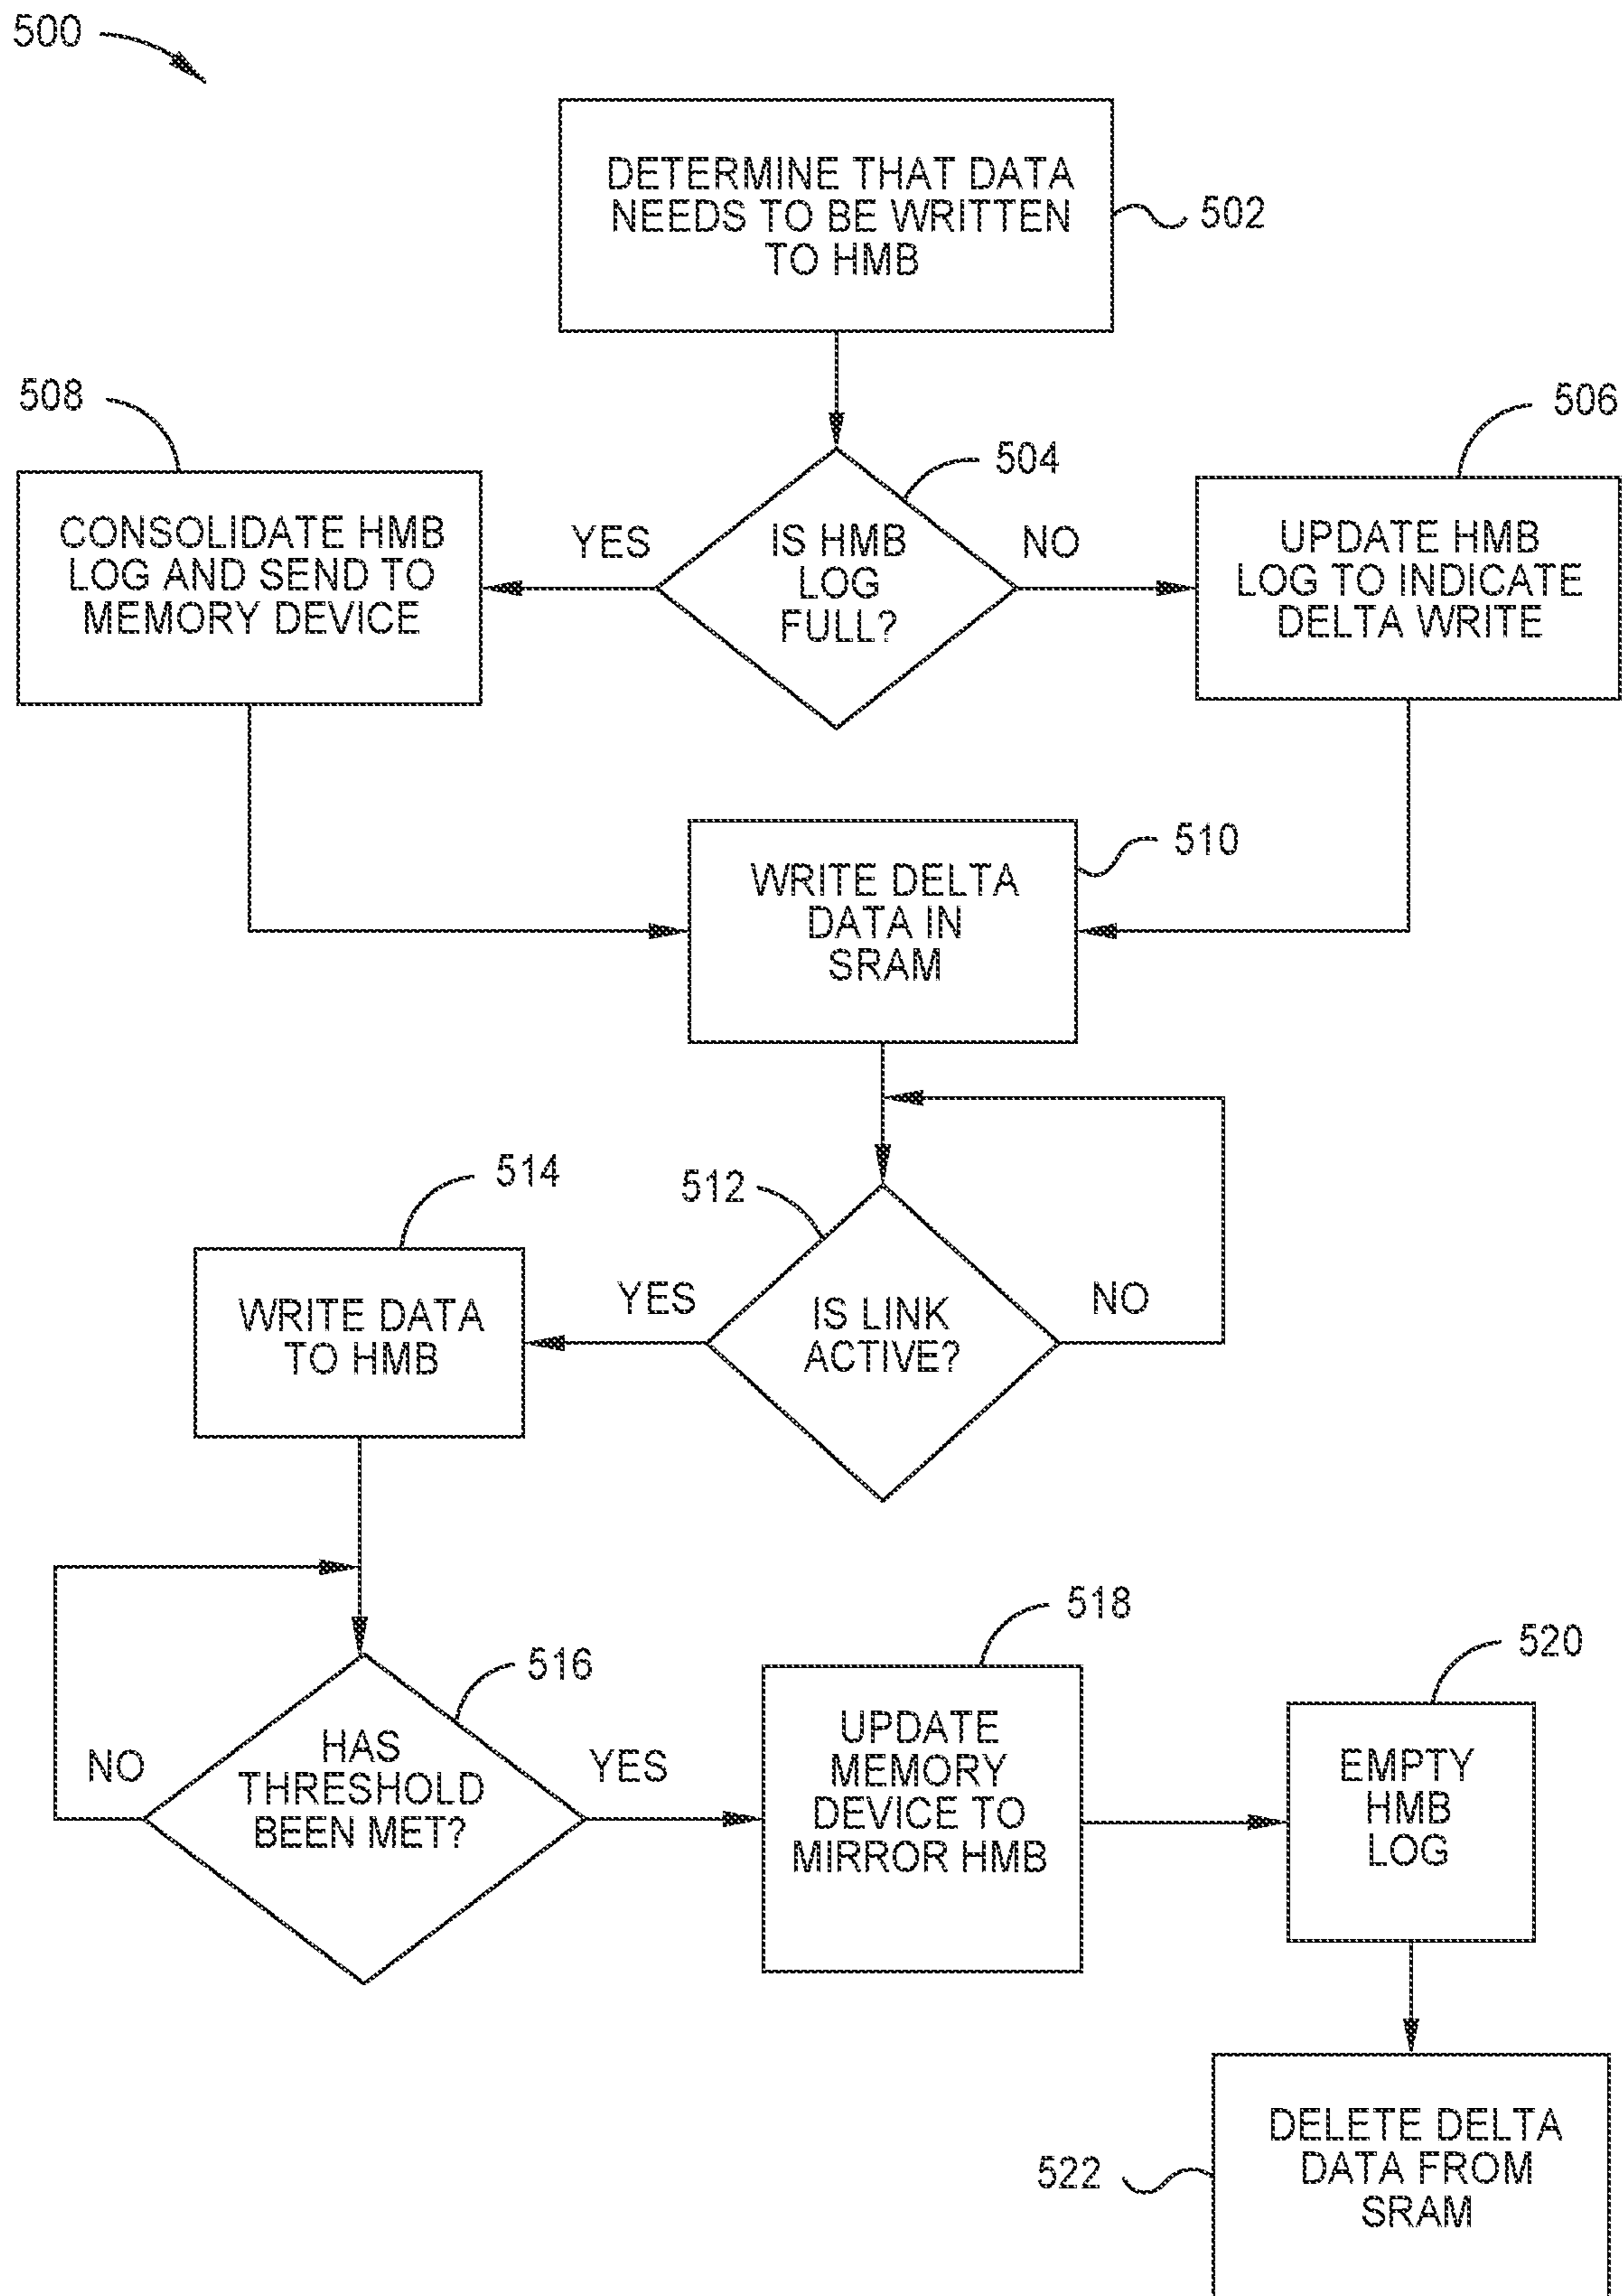 500
DETERMINE THAT DATA
NEEDS TO BE WRITTEN
TO HMB
502
508
506
504
CONSOLIDATE HMB
LOG AND SEND TO
MEMORY DEVICE
YES
IS HMB
LOG
FULL?
NO
UPDATE HMB
LOG TO INDICATE
DELTA WRITE
510
WRITE DELTA
DATA IN
SRAM
514
512
WRITE DATA
TO HMB
YES
IS LINK
ACTIVE?
NO
518
520
516
NO
HAS
THRESHOLD
BEEN MET?
YES
UPDATE
MEMORY
DEVICE TO
MIRROR HMB
EMPTY
HMB
LOG
522
DELETE DELTA
DATA FROM
SRAM